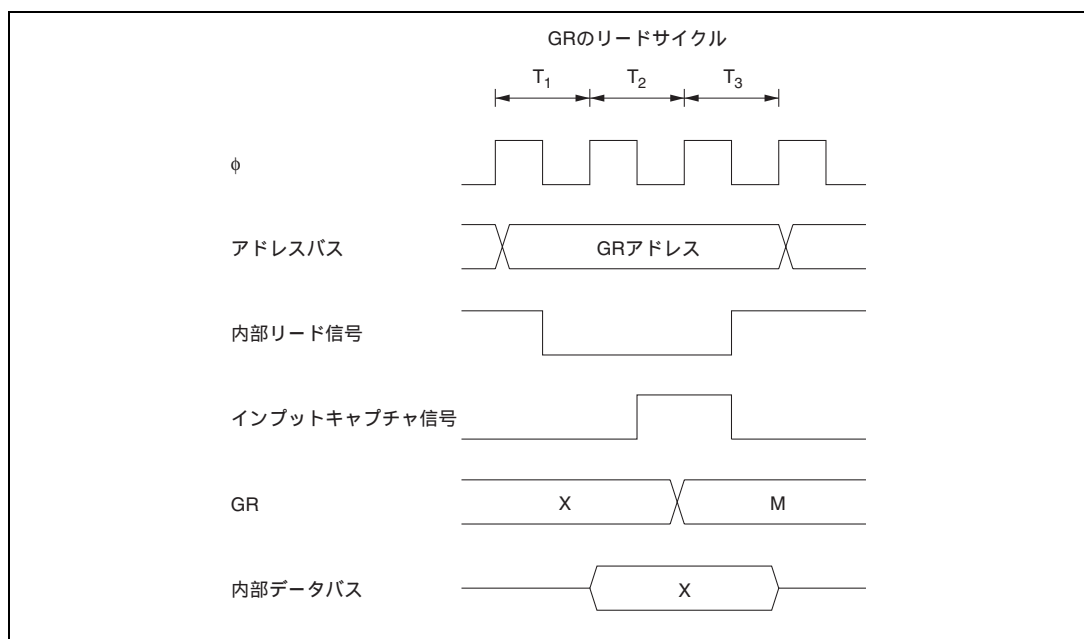 GRのリードサイクル
T₁ T₂ T₃
φ
アドレスバス GRアドレス
内部リード信号
インプットキャプチャ信号
GR X M
内部データバス X